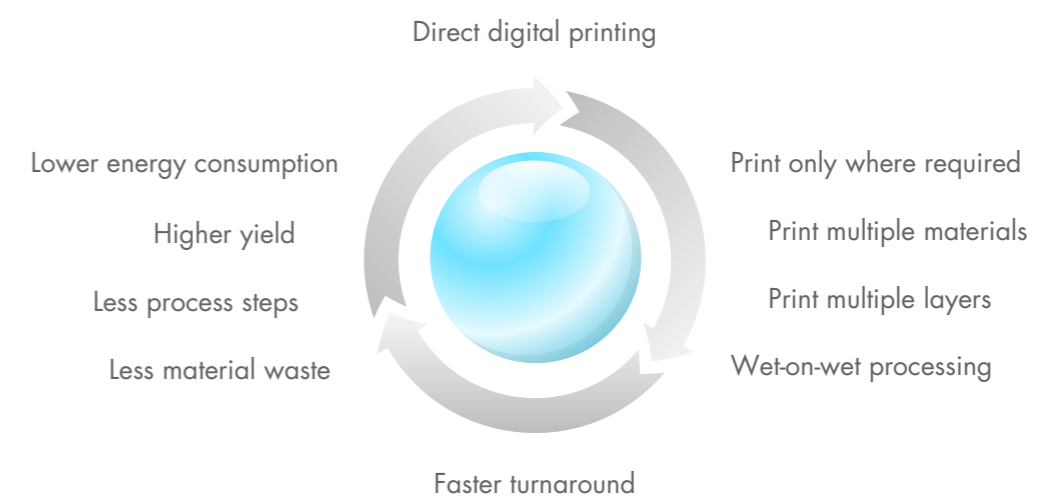 Direct digital printing
Lower energy consumption
Higher yield
Less process steps
Less material waste
Print only where required
Print multiple materials
Print multiple layers
Wet-on-wet processing
Faster turnaround